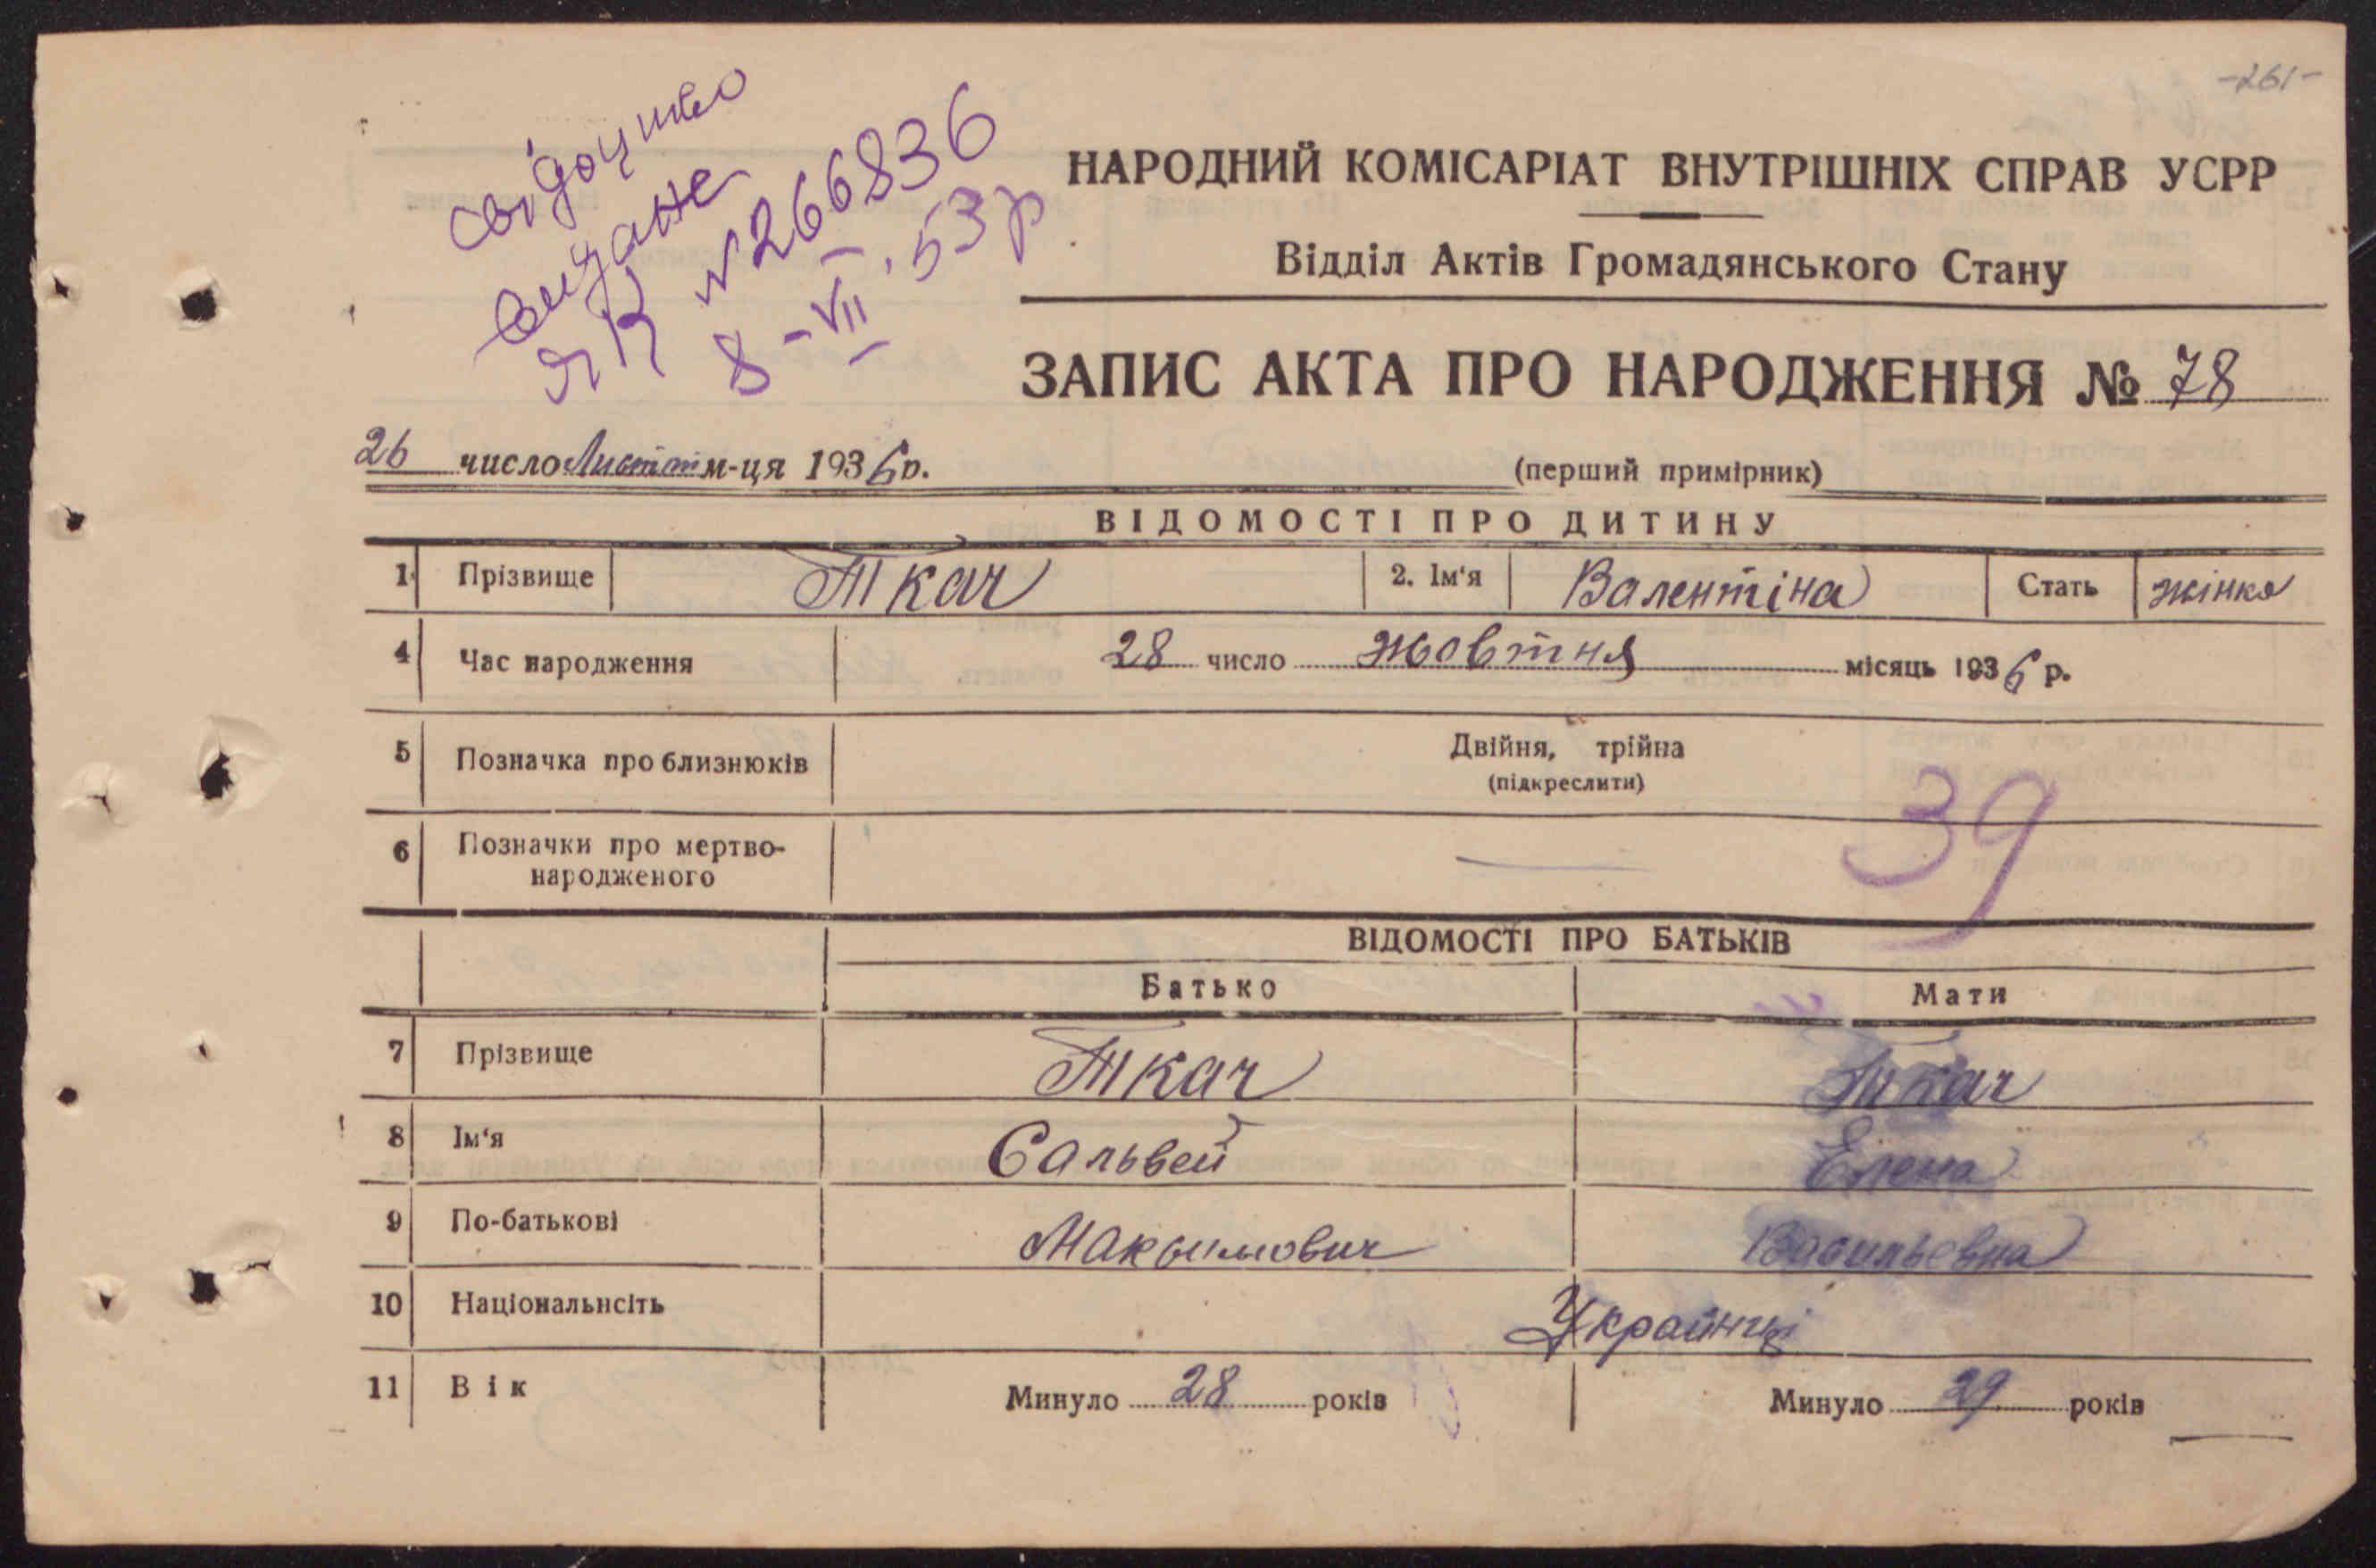 -261-
свідоцтво
видане
ЯК №266836
8-VII.53р
НАРОДНИЙ КОМІСАРІАТ ВНУТРІШНІХ СПРАВ УСРР
Відділ Актів Громадянського Стану
ЗАПИС АКТА ПРО НАРОДЖЕННЯ № 78
26 число Листоп м-ця 1936 р.
(перший примірник)
ВІДОМОСТІ ПРО ДИТИНУ
1 Прізвище Ткач 2. Ім'я Валентіна Стать жінка
4 Час народження 28 число жовтня місяць 1936 р.
5 Позначка про близнюків Двійня, трійна
(підкреслити)
39
6 Позначки про мертво-
народженого —
ВІДОМОСТІ ПРО БАТЬКІВ
Батько Мати
7 Прізвище Ткач Ткач
8 Ім'я Сальвей Елена
9 По-батькові Максимович Васильевна
10 Національнсіть Українці
11 Вік Минуло 28 років Минуло 29 років